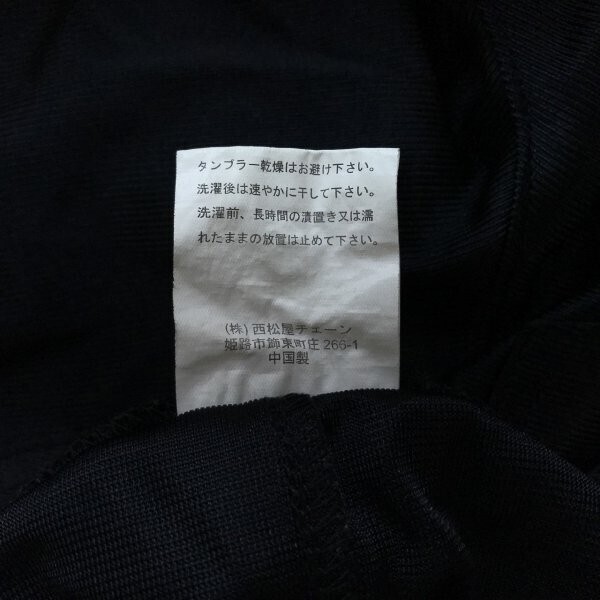 タンブラー乾燥はお避け下さい。
洗濯後は速やかに干して下さい。
洗濯前、長時間の漬置き又は濡
れたままの放置は止めて下さい。
(株) 西松屋チェーン
姫路市飾東町庄 266-1
中国製